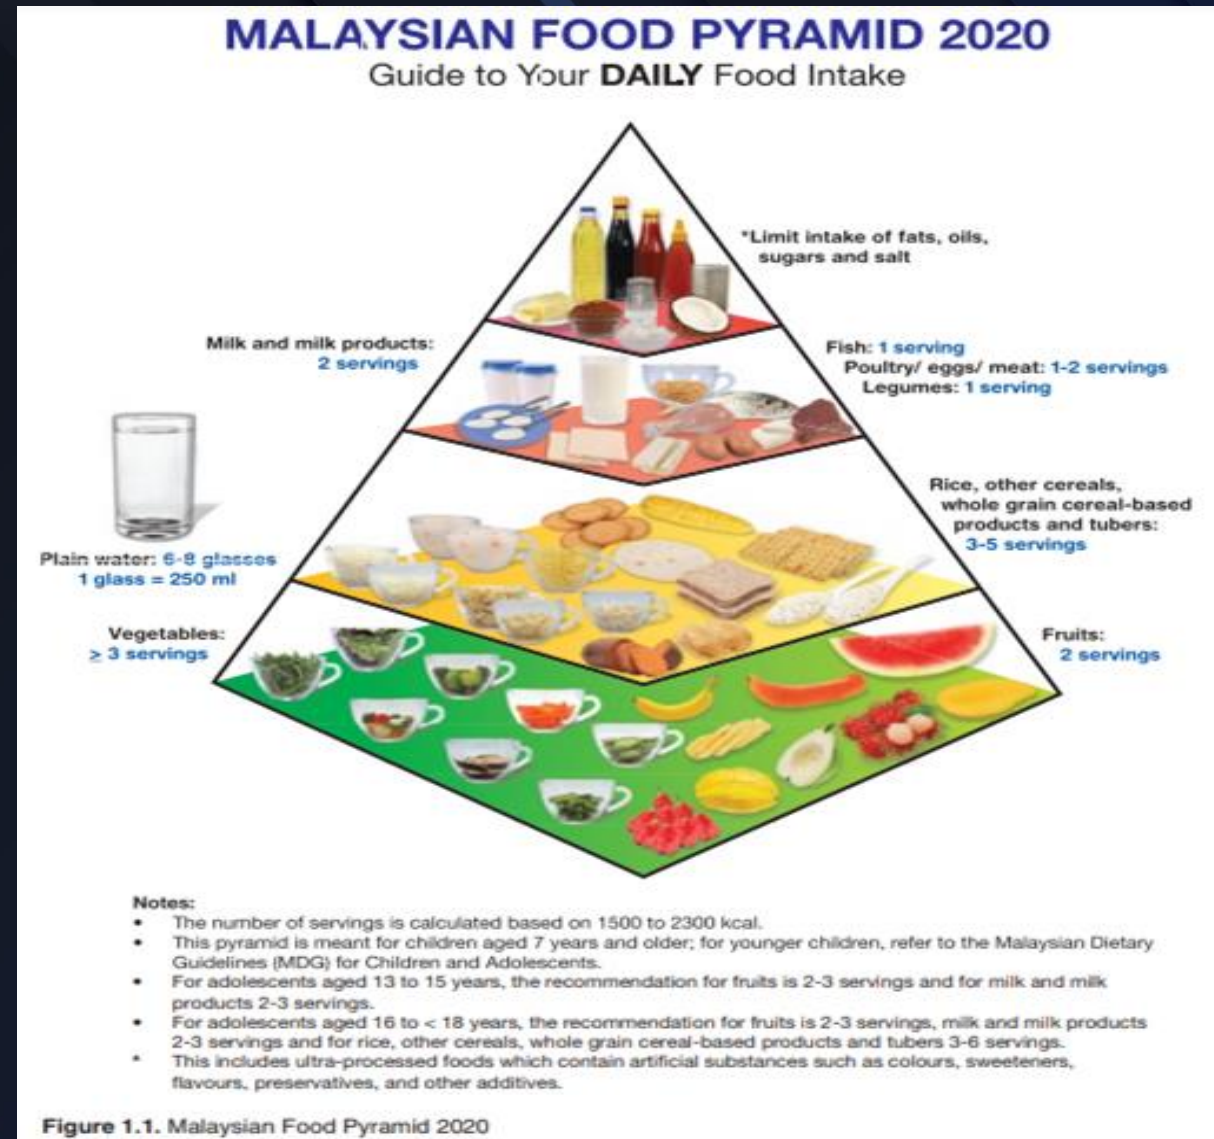 MALAYSIAN FOOD PYRAMID 2020
Guide to Your DAILY Food Intake
*Limit intake of fats, oils,
sugars and salt
Milk and milk products:
2 servings
Fish: 1 serving
Poultry/ eggs/ meat: 1-2 servings
Legumes: 1 serving
Rice, other cereals,
whole grain cereal-based
products and tubers:
3-5 servings
Plain water: 6-8 glasses
1 glass = 250 ml
Vegetables:
≥ 3 servings
Fruits:
2 servings
Notes:
• The number of servings is calculated based on 1500 to 2300 kcal.
• This pyramid is meant for children aged 7 years and older; for younger children, refer to the Malaysian Dietary
Guidelines (MDG) for Children and Adolescents.
• For adolescents aged 13 to 15 years, the recommendation for fruits is 2-3 servings and for milk and milk
products 2-3 servings.
• For adolescents aged 16 to < 18 years, the recommendation for fruits is 2-3 servings, milk and milk products
2-3 servings and for rice, other cereals, whole grain cereal-based products and tubers 3-6 servings.
* This includes ultra-processed foods which contain artificial substances such as colours, sweeteners,
flavours, preservatives, and other additives.
Figure 1.1. Malaysian Food Pyramid 2020